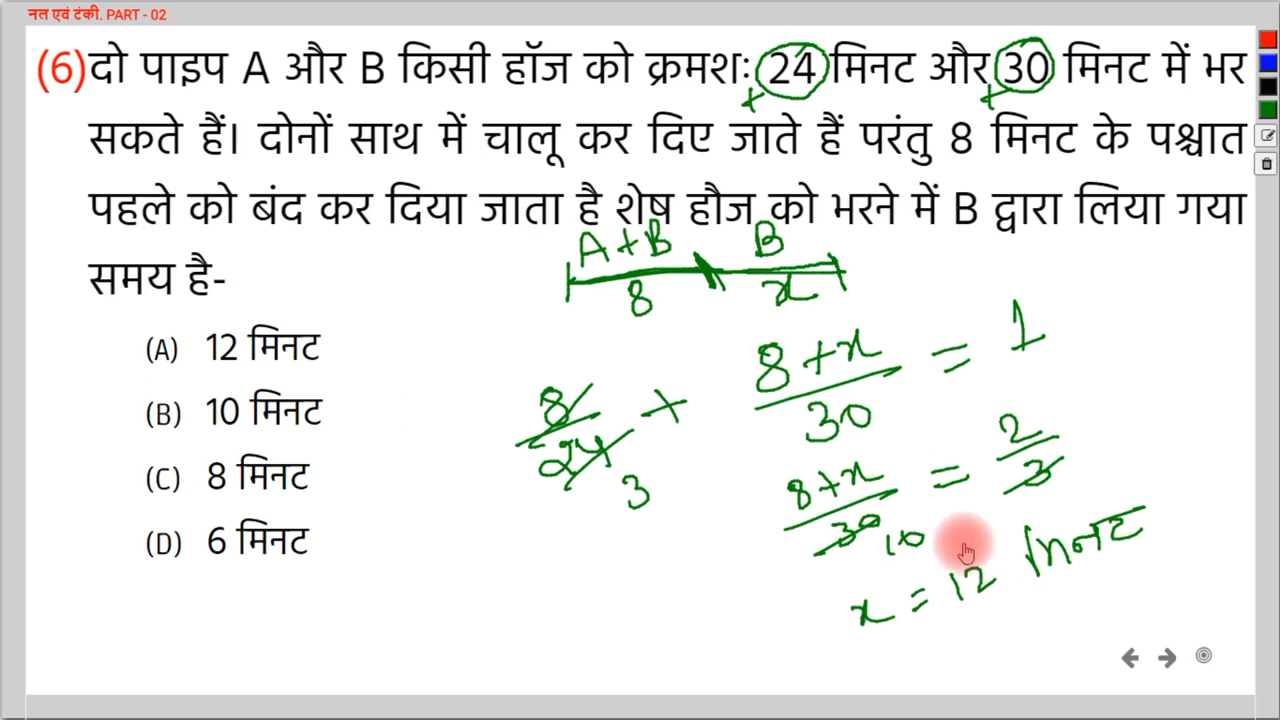 नल एवं टंकी. PART - 02
(6) दो पाइप A और B किसी हॉज को क्रमशः 24 मिनट और 30 मिनट में भर
सकते हैं। दोनों साथ में चालू कर दिए जाते हैं परंतु 8 मिनट के पश्चात
पहले को बंद कर दिया जाता है शेष हौज को भरने में B द्वारा लिया गया
समय है-
A + B B
8 x
(A) 12 मिनट
(B) 10 मिनट
(C) 8 मिनट
(D) 6 मिनट
8/24 + 8+x/30 = 1
3
8+x/30 = 2/3
10
x = 12 मिनट